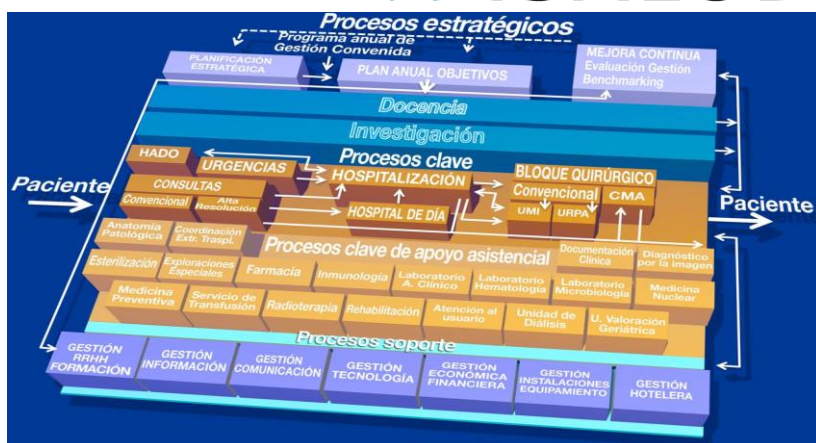 Procesos estratégicos
Programa anual de
Gestión Convenida
PLANIFICACIÓN
ESTRATÉGICA
PLAN ANUAL OBJETIVOS
MEJORA CONTINUA
Evaluación Gestión
Benchmarking
Docencia
Investigación
Procesos clave
HADO
URGENCIAS
HOSPITALIZACIÓN
BLOQUE QUIRÚRGICO
Convencional
CMA
CONSULTAS
Convencional
Alta
Resolución
HOSPITAL DE DÍA
UMI
URPA
Paciente
Paciente
Anatomía
Patológica
Coordinación
Extr. Traspl.
Procesos clave de apoyo asistencial
Documentación
Clínica
Diagnóstico
por la imagen
Esterilización
Exploraciones
Especiales
Farmacia
Inmunología
Laboratorio
A. Clínico
Laboratorio
Hematología
Laboratorio
Microbiología
Medicina
Nuclear
Medicina
Preventiva
Servicio de
Transfusión
Radioterapia
Rehabilitación
Atención al
usuario
Unidad de
Diálisis
U. Valoración
Geriátrica
Procesos soporte
GESTIÓN
RRHH
FORMACIÓN
GESTIÓN
INFORMACIÓN
GESTIÓN
COMUNICACIÓN
GESTIÓN
TECNOLOGÍA
GESTIÓN
ECONÓMICA
FINANCIERA
GESTIÓN
INSTALACIONES
EQUIPAMIENTO
GESTIÓN
HOTELERA